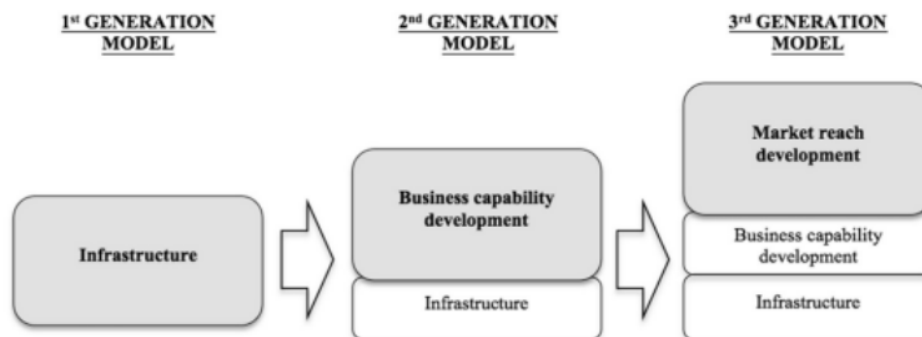 1st GENERATION
MODEL
2nd GENERATION
MODEL
3rd GENERATION
MODEL
Infrastructure
Business capability
development
Infrastructure
Market reach
development
Business capability
development
Infrastructure